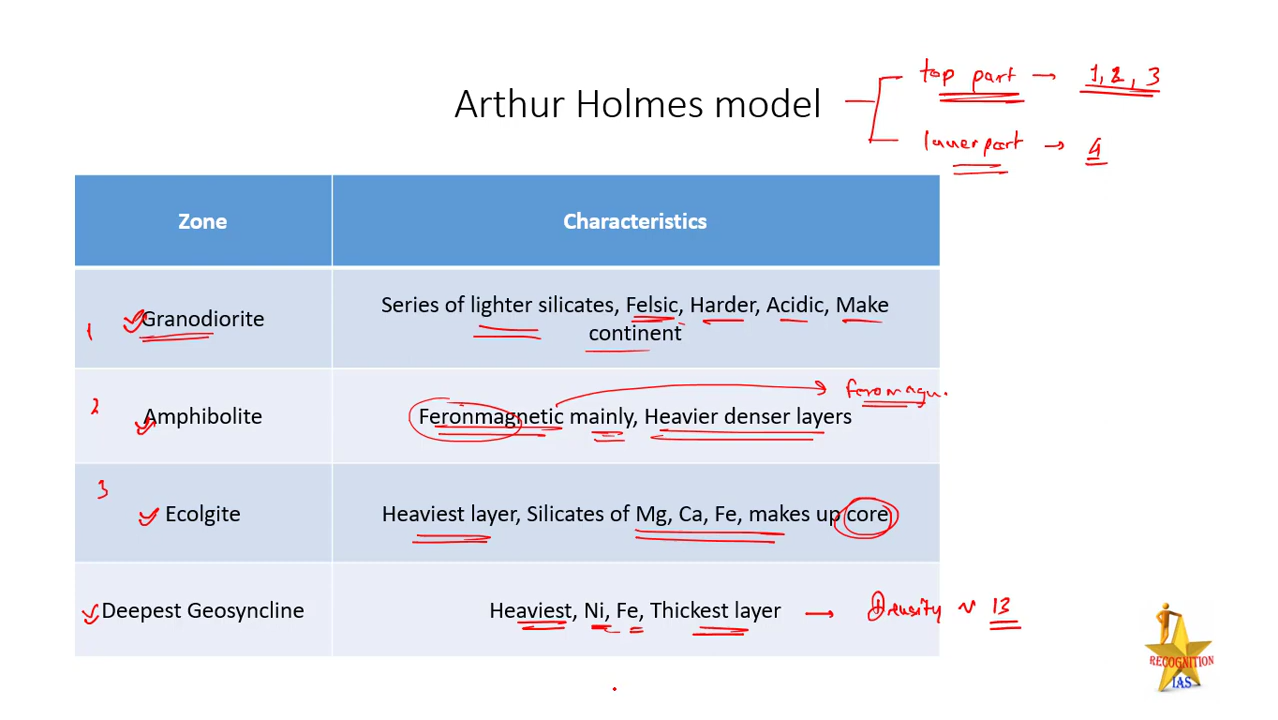 top part → 1, 2, 3
Arthur Holmes model
lower part → 4
Zone Characteristics
1 Granodiorite Series of lighter silicates, Felsic, Harder, Acidic, Make
continent
feromagn.
2 Amphibolite Feronmagnetic mainly, Heavier denser layers
3 Ecolgite Heaviest layer, Silicates of Mg, Ca, Fe, makes up core
Deepest Geosyncline Heaviest, Ni, Fe, Thickest layer → Density ~ 13
RECOGNITION
IAS